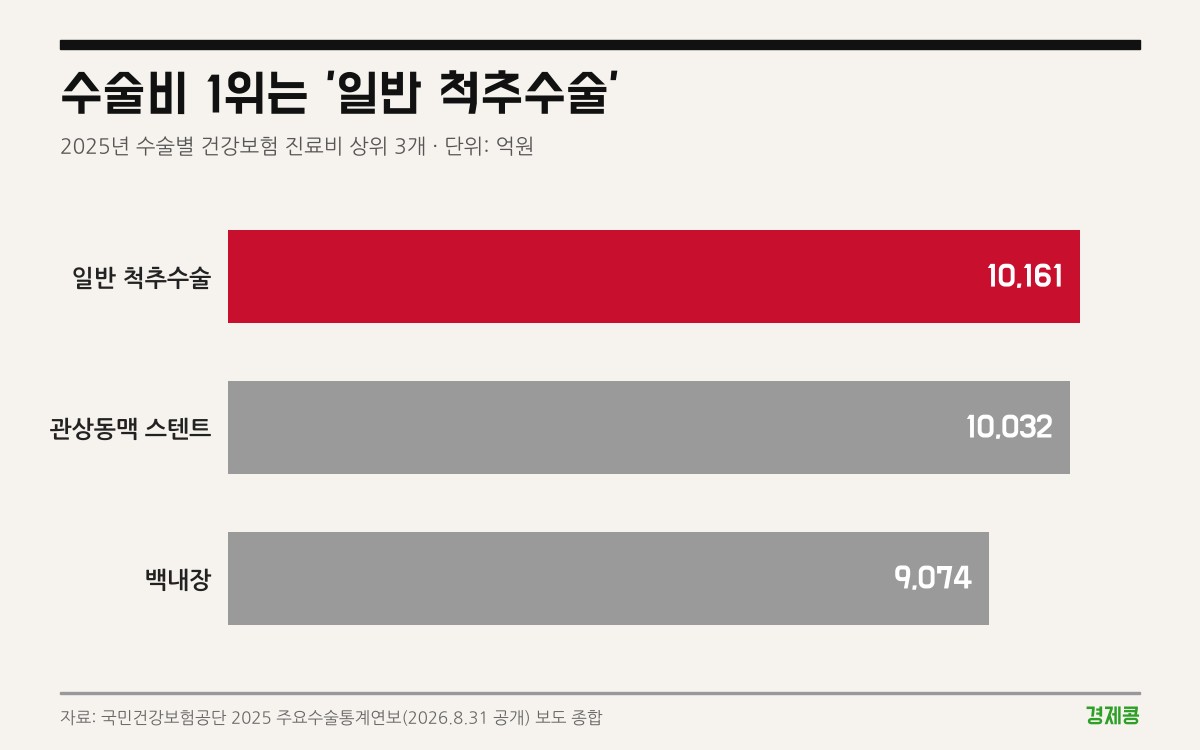 수술비 1위는 '일반 척추수술'
2025년 수술별 건강보험 진료비 상위 3개 · 단위: 억원
일반 척추수술
10,161
관상동맥 스텐트
10,032
백내장
9,074
자료: 국민건강보험공단 2025 주요수술통계연보(2026.8.31 공개) 보도 종합
경제콩